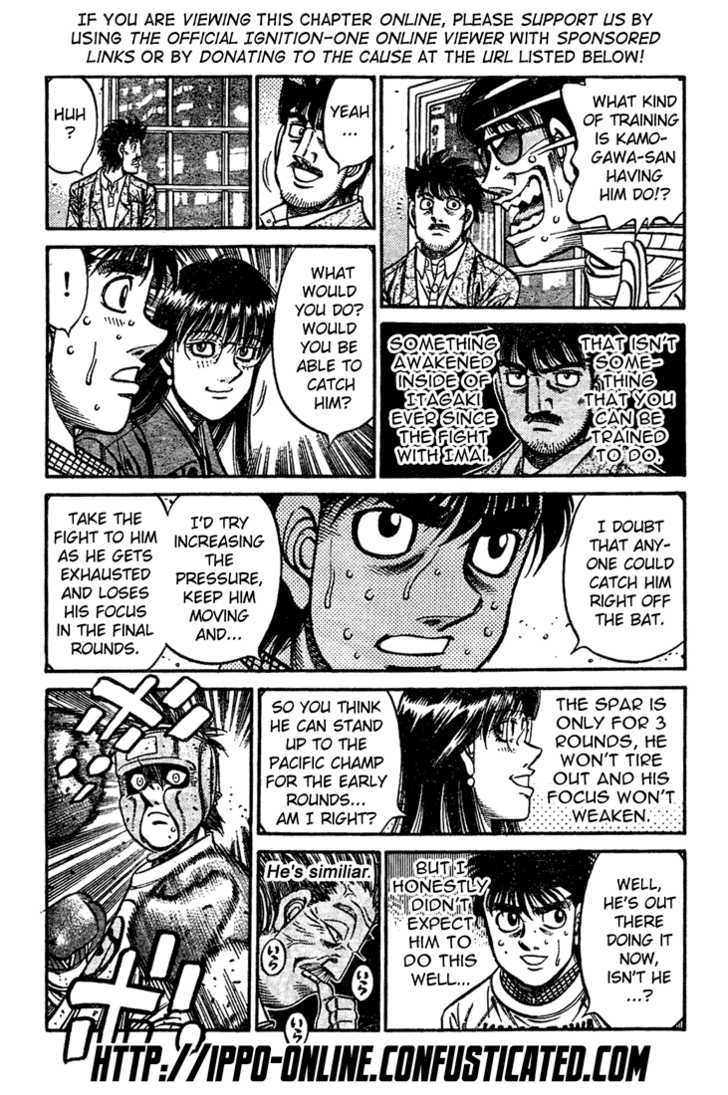 IF YOU ARE VIEWING THIS CHAPTER ONLINE, PLEASE SUPPORT US BY
USING THE OFFICIAL IGNITION-ONE ONLINE VIEWER WITH SPONSORED
LINKS OR BY DONATING TO THE CAUSE AT THE URL LISTED BELOW!
WHAT KIND
OF TRAINING
IS KAMO-
GAWA-SAN
HAVING
HIM DO!?
YEAH
...
HUH
?
THAT ISN'T
SOME-
THING
THAT YOU
CAN BE
TRAINED
TO DO.
SOMETHING
AWAKENED
INSIDE OF
ITAGAKI
EVER SINCE
THE FIGHT
WITH IMAI.
WHAT
WOULD
YOU DO?
WOULD
YOU BE
ABLE TO
CATCH
HIM?
!
I DOUBT
THAT ANY-
ONE COULD
CATCH HIM
RIGHT OFF
THE BAT.
I'D TRY
INCREASING
THE
PRESSURE,
KEEP HIM
MOVING
AND...
TAKE THE
FIGHT TO HIM
AS HE GETS
EXHAUSTED
AND LOSES
HIS FOCUS
IN THE FINAL
ROUNDS.
THE SPAR IS
ONLY FOR 3
ROUNDS, HE
WON'T TIRE
OUT AND HIS
FOCUS WON'T
WEAKEN.
SO YOU THINK
HE CAN STAND
UP TO THE
PACIFIC CHAMP
FOR THE EARLY
ROUNDS...
AM I RIGHT?
WELL,
HE'S OUT
THERE
DOING IT
NOW,
ISN'T HE
...?
BUT I
HONESTLY
DIDN'T
EXPECT
HIM TO
DO THIS
WELL...
He's similiar.
いら
いら
いら
HTTP://IPPO-ONLINE.CONFUSTICATED.COM